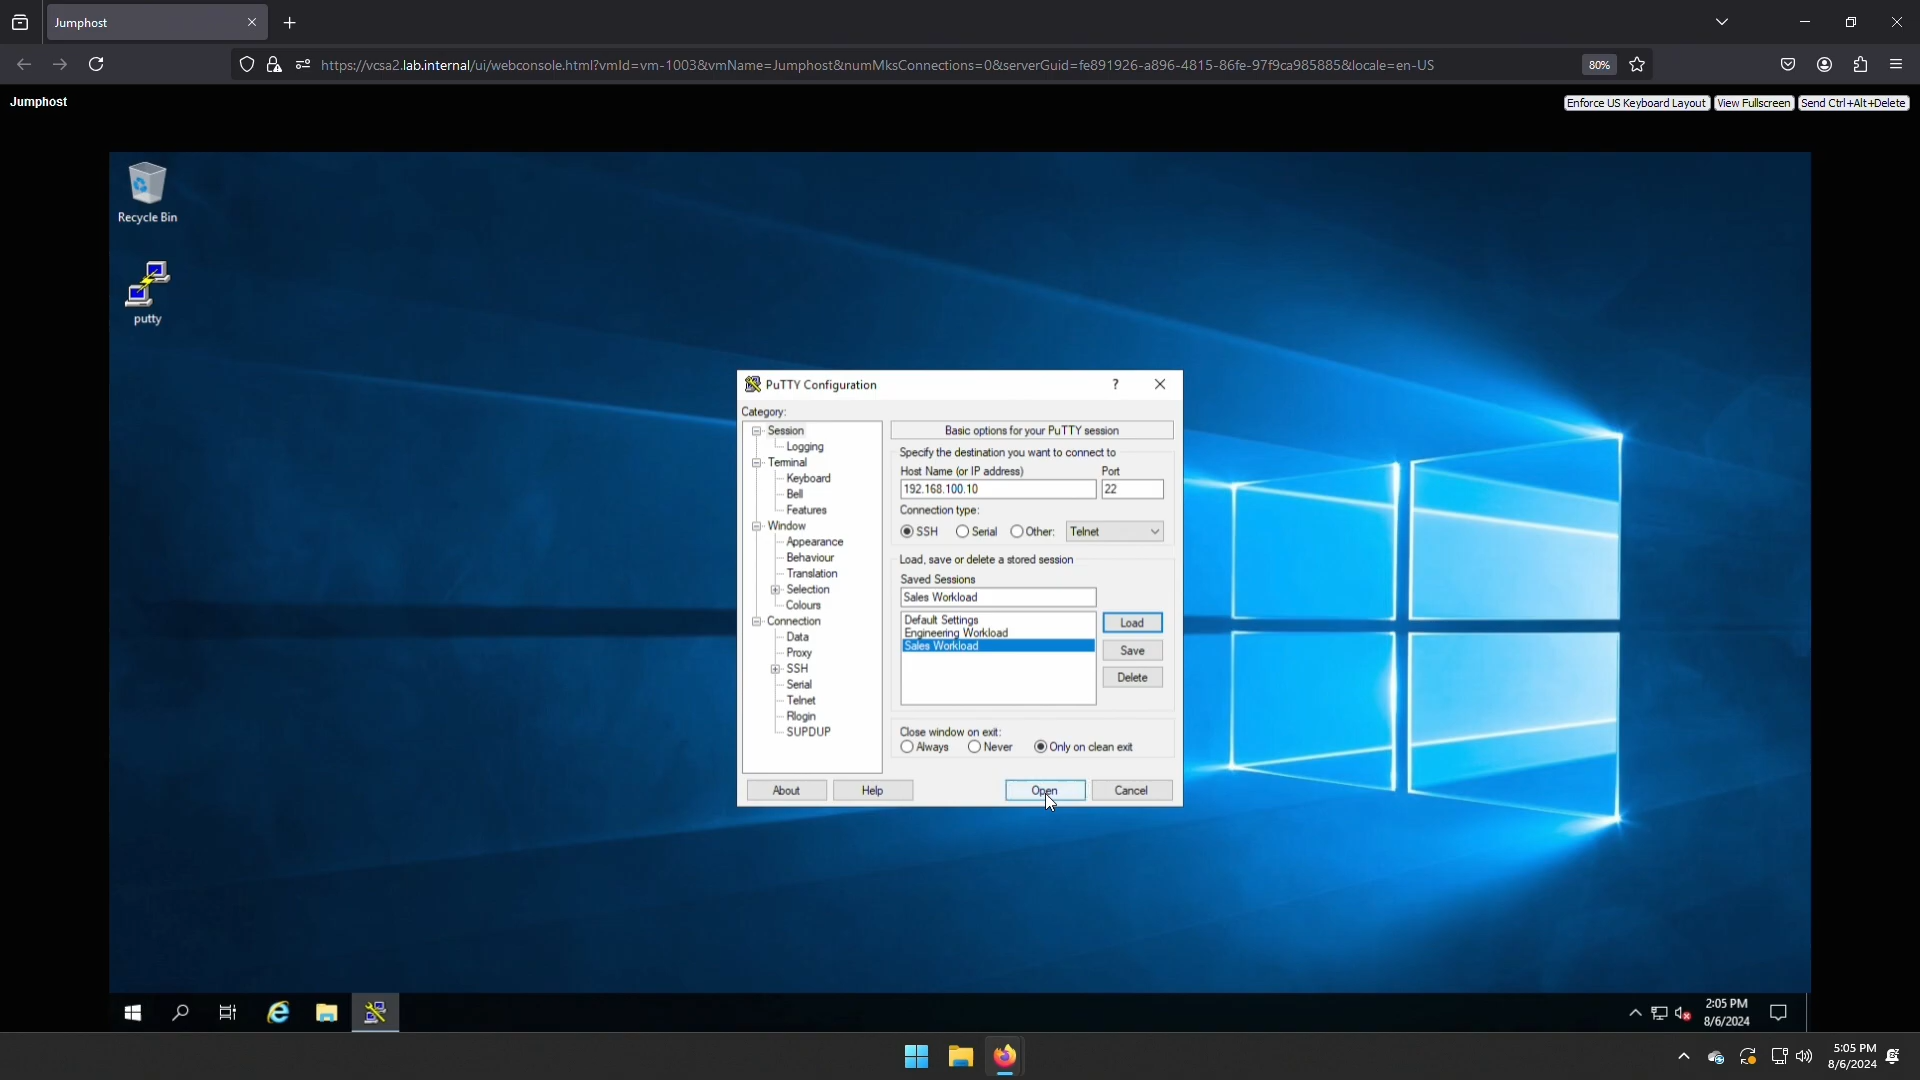 Jumphost
https://vcsa2.lab.internal/ui/webconsole.html?vmId=vm-1003&vmName=Jumphost&numMksConnections=0&serverGuid=fe891926-a896-4815-86fe-97f9ca985885&locale=en-US
80%
Jumphost
Enforce US Keyboard Layout
View Fullscreen
Send Ctrl+Alt+Delete
Recycle Bin
putty
PuTTY Configuration
?
Category:
Session
Logging
Terminal
Keyboard
Bell
Features
Window
Appearance
Behaviour
Translation
Selection
Colours
Connection
Data
Proxy
SSH
Serial
Telnet
Rlogin
SUPDUP
Basic options for your PuTTY session
Specify the destination you want to connect to
Host Name (or IP address)
Port
192.168.100.10
22
Connection type:
SSH
Serial
Other:
Telnet
Load, save or delete a stored session
Saved Sessions
Sales Workload
Default Settings
Engineering Workload
Sales Workload
Load
Save
Delete
Close window on exit:
Always
Never
Only on clean exit
About
Help
Open
Cancel
2:05 PM
8/6/2024
5:05 PM
8/6/2024